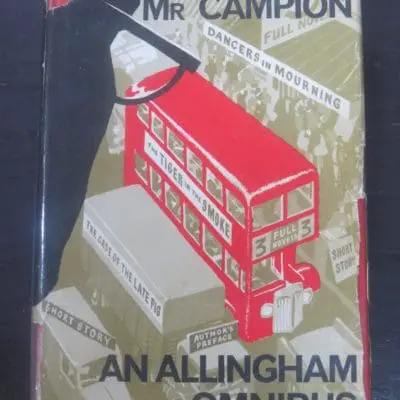 MR CAMPION
FULL NOVEL
DANCERS IN MOURNING
THE TIGER IN THE SMOKE
3 FULL NOVELS 3
THE CASE OF THE LATE PIG
SHORT STORY
SHORT STORY
AUTHOR'S PREFACE
AN ALLINGHAM
OMNIBUS